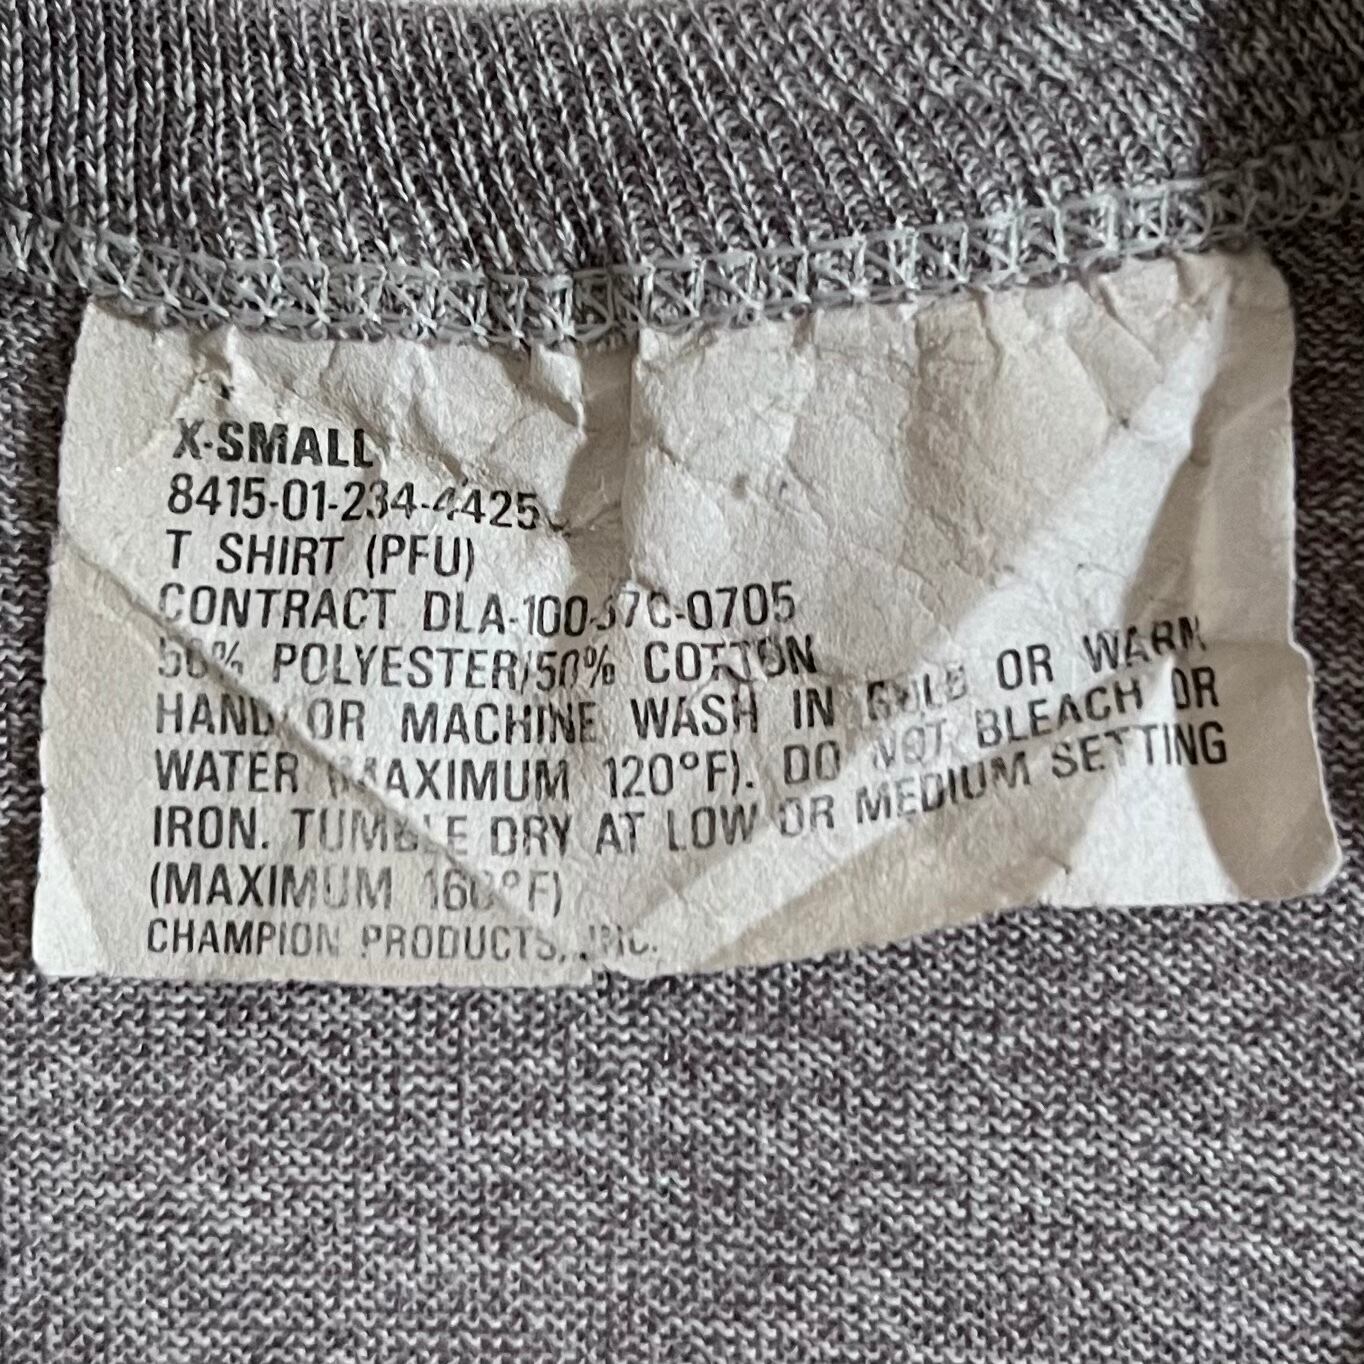 X-SMALL
8415-01-234-4425
T SHIRT (PFU)
CONTRACT
50% POLYESTER/50% COTTON
HAND OR MACHINE WASH IN COLD OR WARM
WATER (MAXIMUM 120°F). DO NOT BLEACH OR
IRON. TUMBLE DRY AT LOW OR MEDIUM SETTING
(MAXIMUM 160°F)
CHAMPION PRODUCTS, INC.